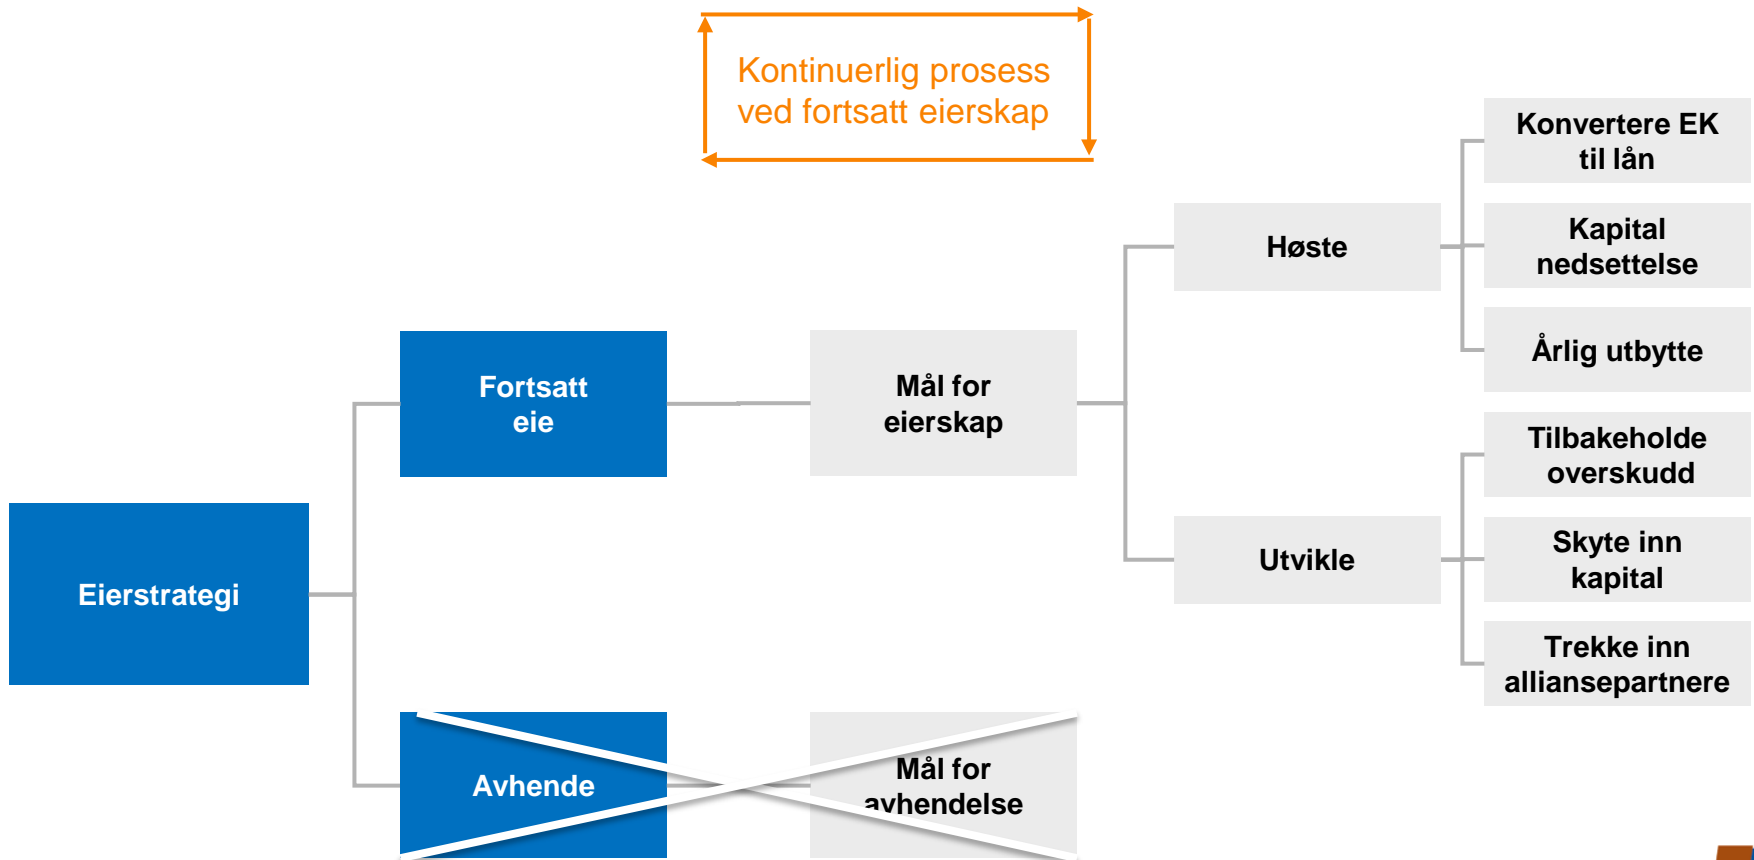 Kontinuerlig prosess
ved fortsatt eierskap
Eierstrategi
Fortsatt
eie
Mål for
eierskap
Høste
Konvertere EK
til lån
Kapital
nedsettelse
Årlig utbytte
Utvikle
Tilbakeholde
overskudd
Skyte inn
kapital
Trekke inn
alliansepartnere
Avhende
Mål for
avhendelse